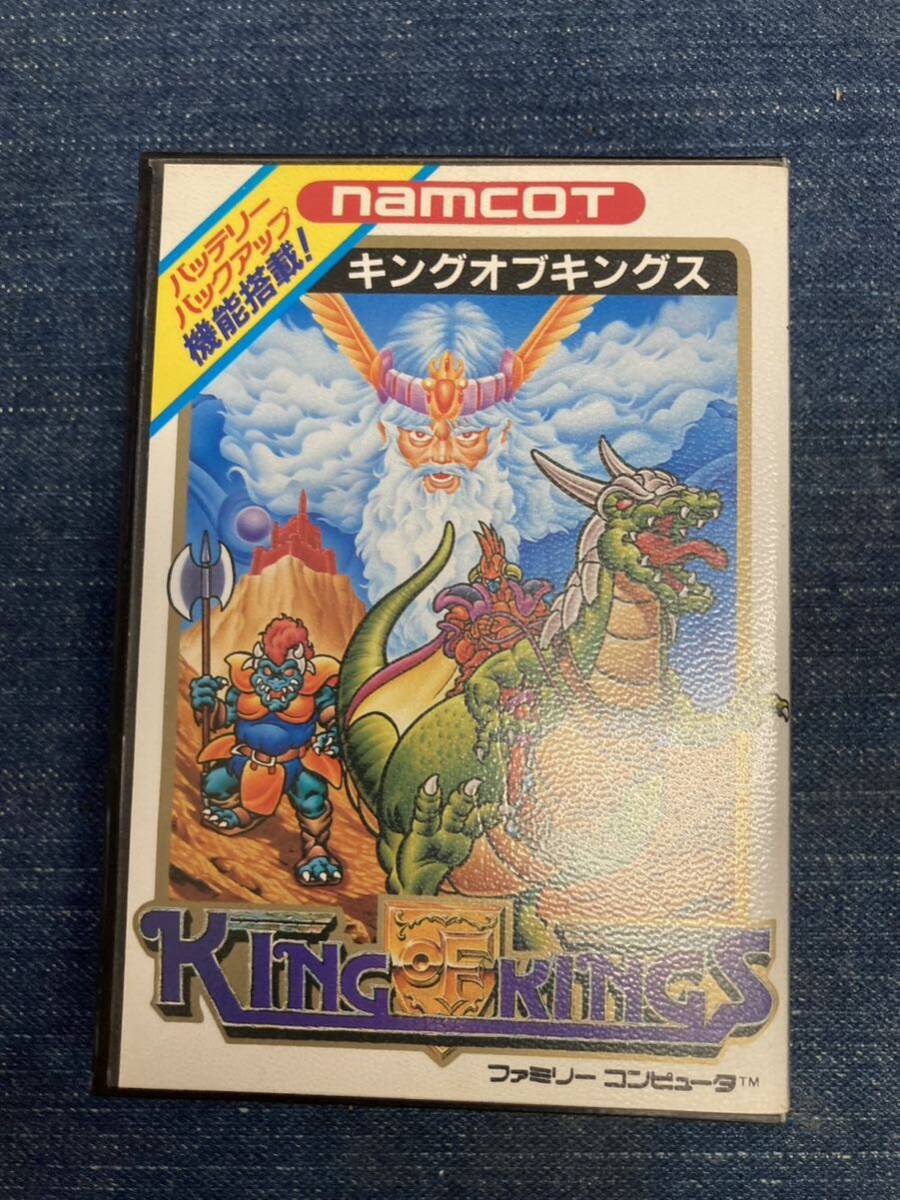 namcot
バッテリー
バックアップ
機能搭載!
キングオブキングス
KING OF KINGS
ファミリー コンピュータ™